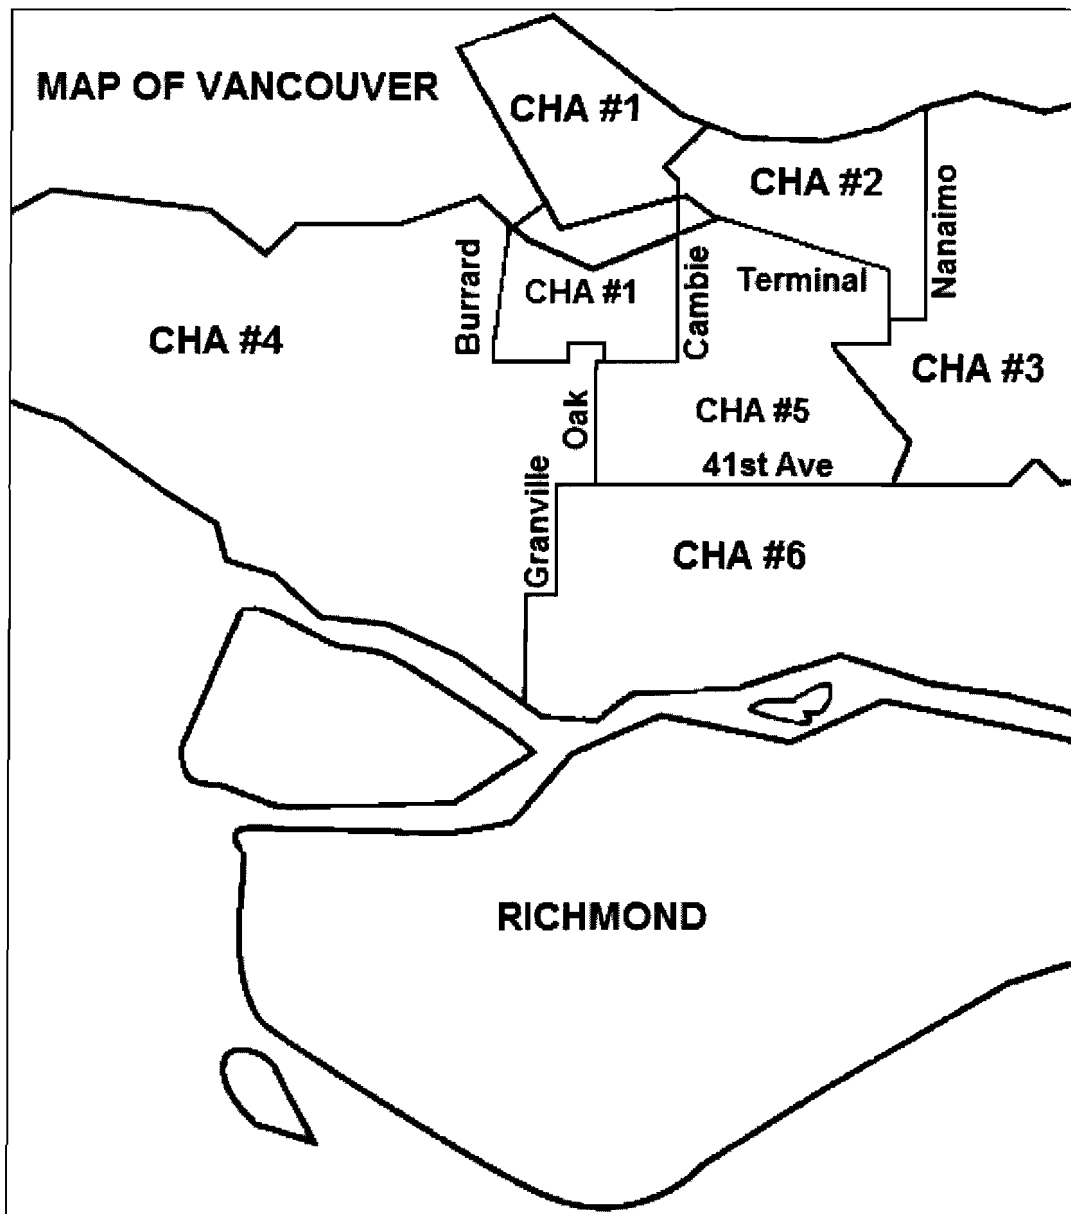 MAP OF VANCOUVER
CHA #1
CHA #2
Nanaimo
Burrard
CHA #1
Cambie
Terminal
CHA #4
CHA #3
Oak
CHA #5
41st Ave
Granville
CHA #6
RICHMOND